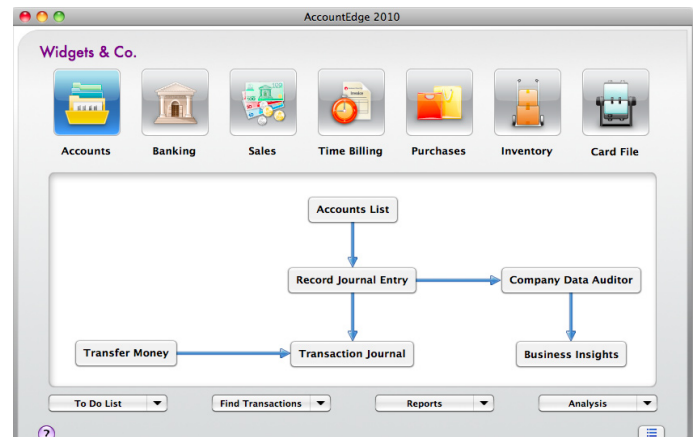 AccountEdge 2010
Widgets & Co.
Accounts Banking Sales Time Billing Purchases Inventory Card File
Accounts List
Record Journal Entry Company Data Auditor
Transfer Money Transaction Journal Business Insights
To Do List Find Transactions Reports Analysis
?